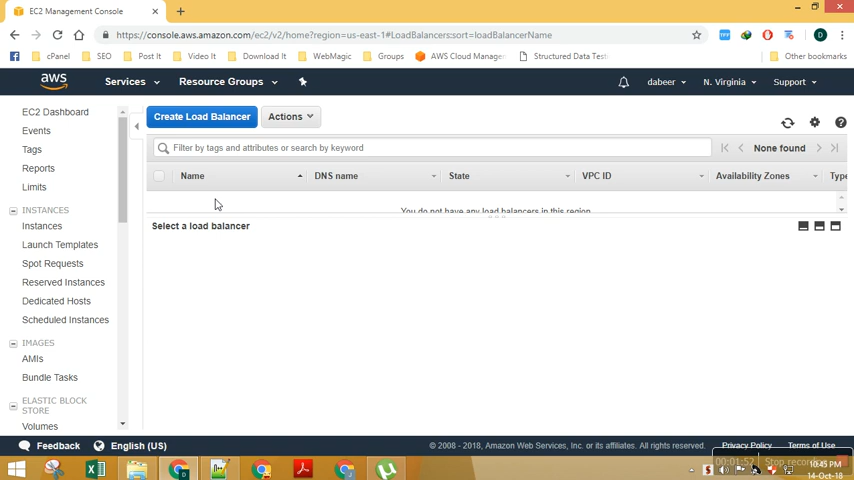 EC2 Management Console
https://console.aws.amazon.com/ec2/v2/home?region=us-east-1#LoadBalancers:sort=loadBalancerName
cPanel SEO Post It Video It Download It WebMagic Groups AWS Cloud Manage Structured Data Test Other bookmarks
aws Services Resource Groups dabeer N. Virginia Support
EC2 Dashboard
Events
Tags
Reports
Limits
INSTANCES
Instances
Launch Templates
Spot Requests
Reserved Instances
Dedicated Hosts
Scheduled Instances
IMAGES
AMIs
Bundle Tasks
ELASTIC BLOCK
STORE
Volumes
Create Load Balancer Actions
Filter by tags and attributes or search by keyword
None found
Name DNS name State VPC ID Availability Zones Type
You do not have any load balancers in this region
Select a load balancer
Feedback English (US) © 2008 - 2018, Amazon Web Services, Inc. or its affiliates. All rights reserved. Privacy Policy Terms of Use
00:01:52 Stop recording
10:45 PM
14-Oct-18